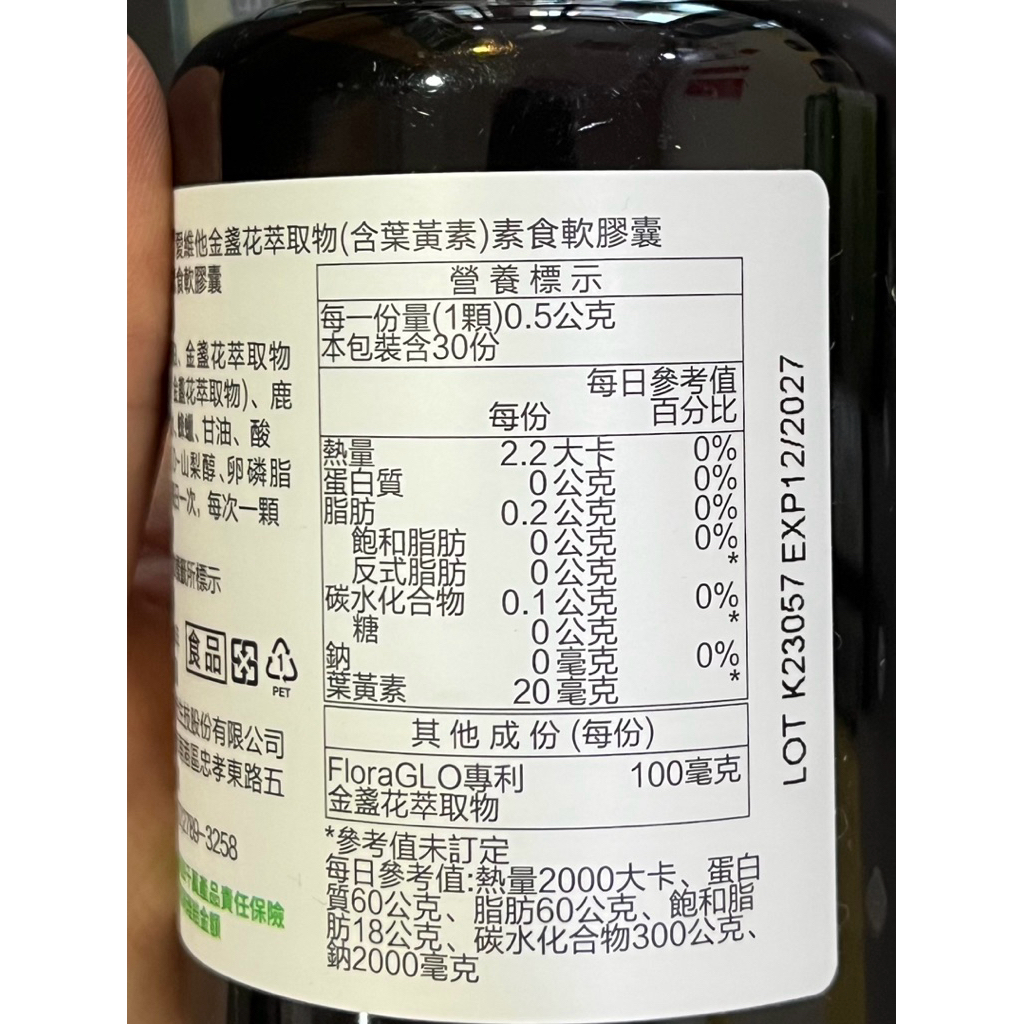 愛維他金盞花萃取物(含葉黃素)素食軟膠囊
食軟膠囊
、金盞花萃取物
金盞花萃取物)、鹿
、蜂蠟、甘油、酸
D-山梨醇、卵磷脂
日一次，每次一顆
所標示
食品
1
PET
股份有限公司
區忠孝東路五
2789-3258
產品責任保險
金額
營養標示
每一份量(1顆)0.5公克
本包裝含30份
每份 每日參考值百分比
熱量 2.2大卡 0%
蛋白質 0公克 0%
脂肪 0.2公克 0%
飽和脂肪 0公克 0%
反式脂肪 0公克 *
碳水化合物 0.1公克 0%
糖 0公克 *
鈉 0毫克 0%
葉黃素 20毫克 *
其他成份(每份)
FloraGLO專利 100毫克
金盞花萃取物
*參考值未訂定
每日參考值:熱量2000大卡、蛋白
質60公克、脂肪60公克、飽和脂
肪18公克、碳水化合物300公克、
鈉2000毫克
LOT K23057 EXP12/2027